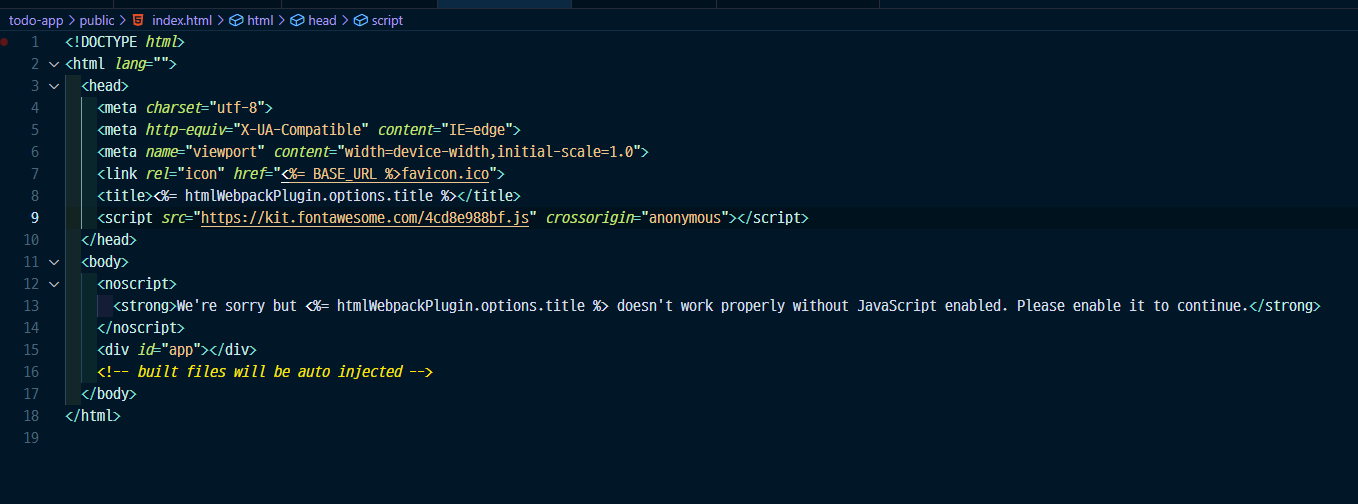 todo-app > public > index.html > html > head > script
1 <!DOCTYPE html>
2 <html lang="">
3 <head>
4 <meta charset="utf-8">
5 <meta http-equiv="X-UA-Compatible" content="IE=edge">
6 <meta name="viewport" content="width=device-width,initial-scale=1.0">
7 <link rel="icon" href="<%= BASE_URL %>favicon.ico">
8 <title><%= htmlWebpackPlugin.options.title %></title>
9 <script src="https://kit.fontawesome.com/4cd8e988bf.js" crossorigin="anonymous"></script>
10 </head>
11 <body>
12 <noscript>
13 <strong>We're sorry but <%= htmlWebpackPlugin.options.title %> doesn't work properly without JavaScript enabled. Please enable it to continue.</strong>
14 </noscript>
15 <div id="app"></div>
16 <!-- built files will be auto injected -->
17 </body>
18 </html>
19